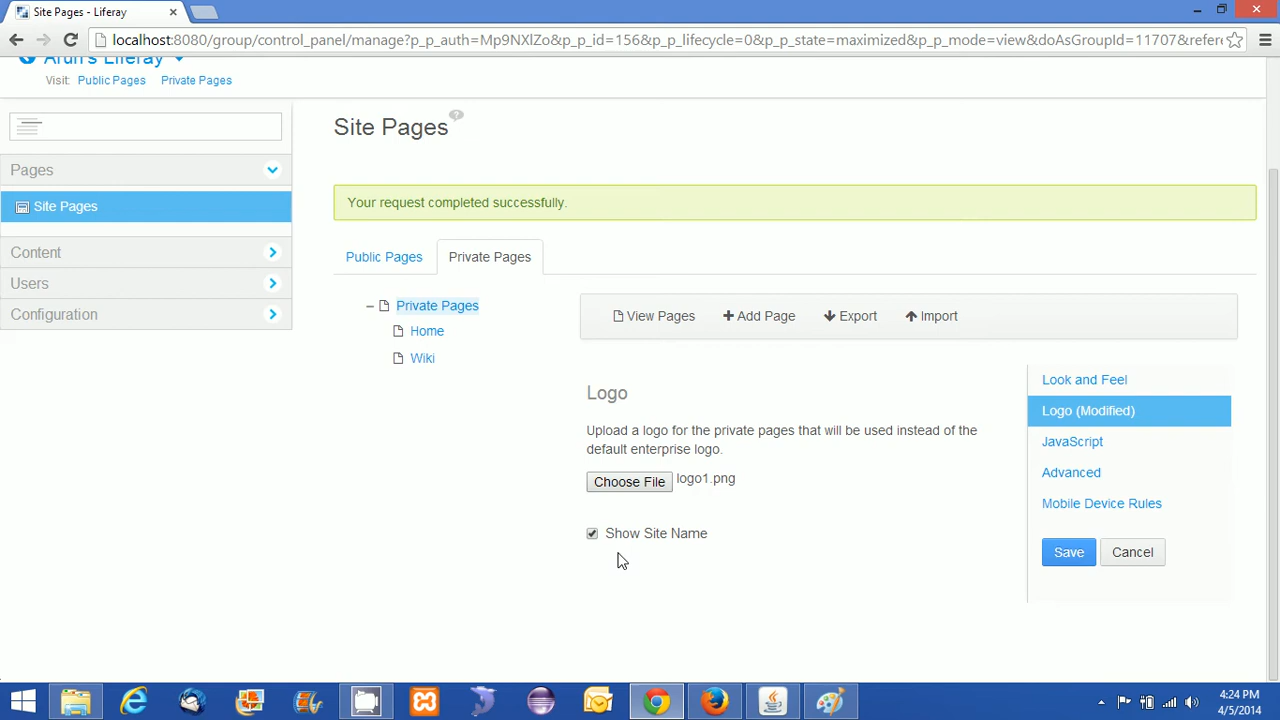 Site Pages - Liferay
localhost:8080/group/control_panel/manage?p_p_auth=Mp9NXlZo&p_p_id=156&p_p_lifecycle=0&p_p_state=maximized&p_p_mode=view&doAsGroupId=11707&refere
Arun's Liferay
Visit: Public Pages Private Pages
Site Pages
Pages
Your request completed successfully.
Site Pages
Content
Users
Configuration
Public Pages
Private Pages
Private Pages
Home
Wiki
View Pages
Add Page
Export
Import
Logo
Upload a logo for the private pages that will be used instead of the
default enterprise logo.
Choose File logo1.png
Show Site Name
Look and Feel
Logo (Modified)
JavaScript
Advanced
Mobile Device Rules
Save Cancel
4:24 PM
4/5/2014